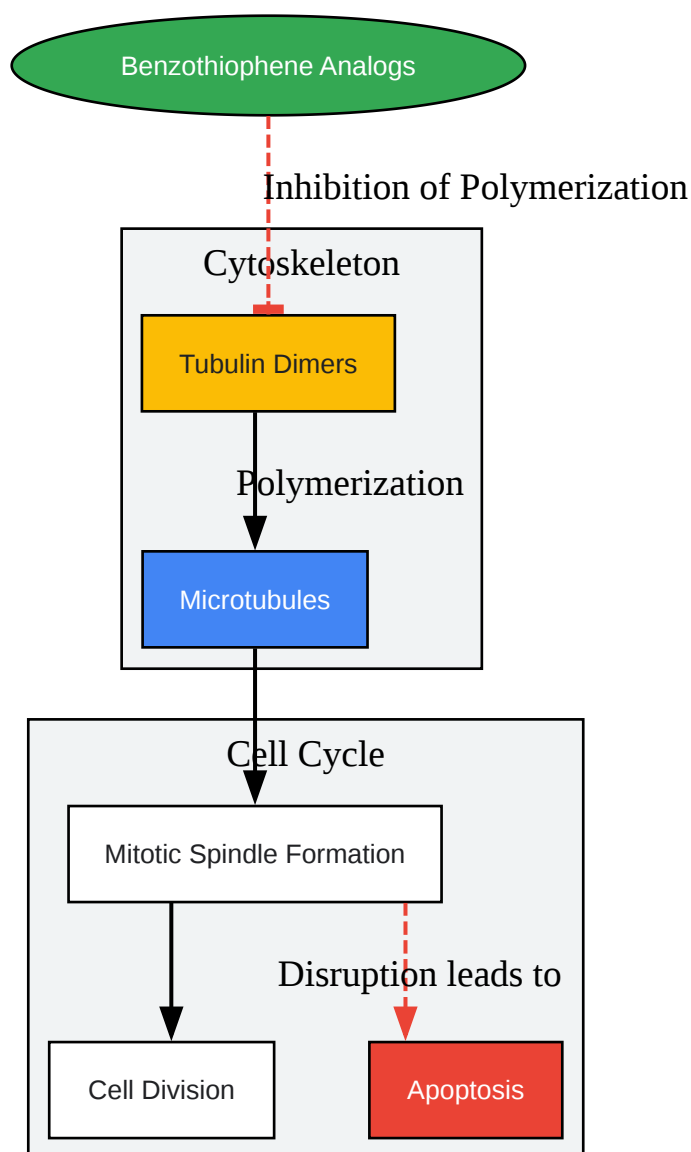 Benzothiophene Analogs
Inhibition of Polymerization
Cytoskeleton
Tubulin Dimers
Polymerization
Microtubules
Cell Cycle
Mitotic Spindle Formation
Disruption leads to
Cell Division
Apoptosis